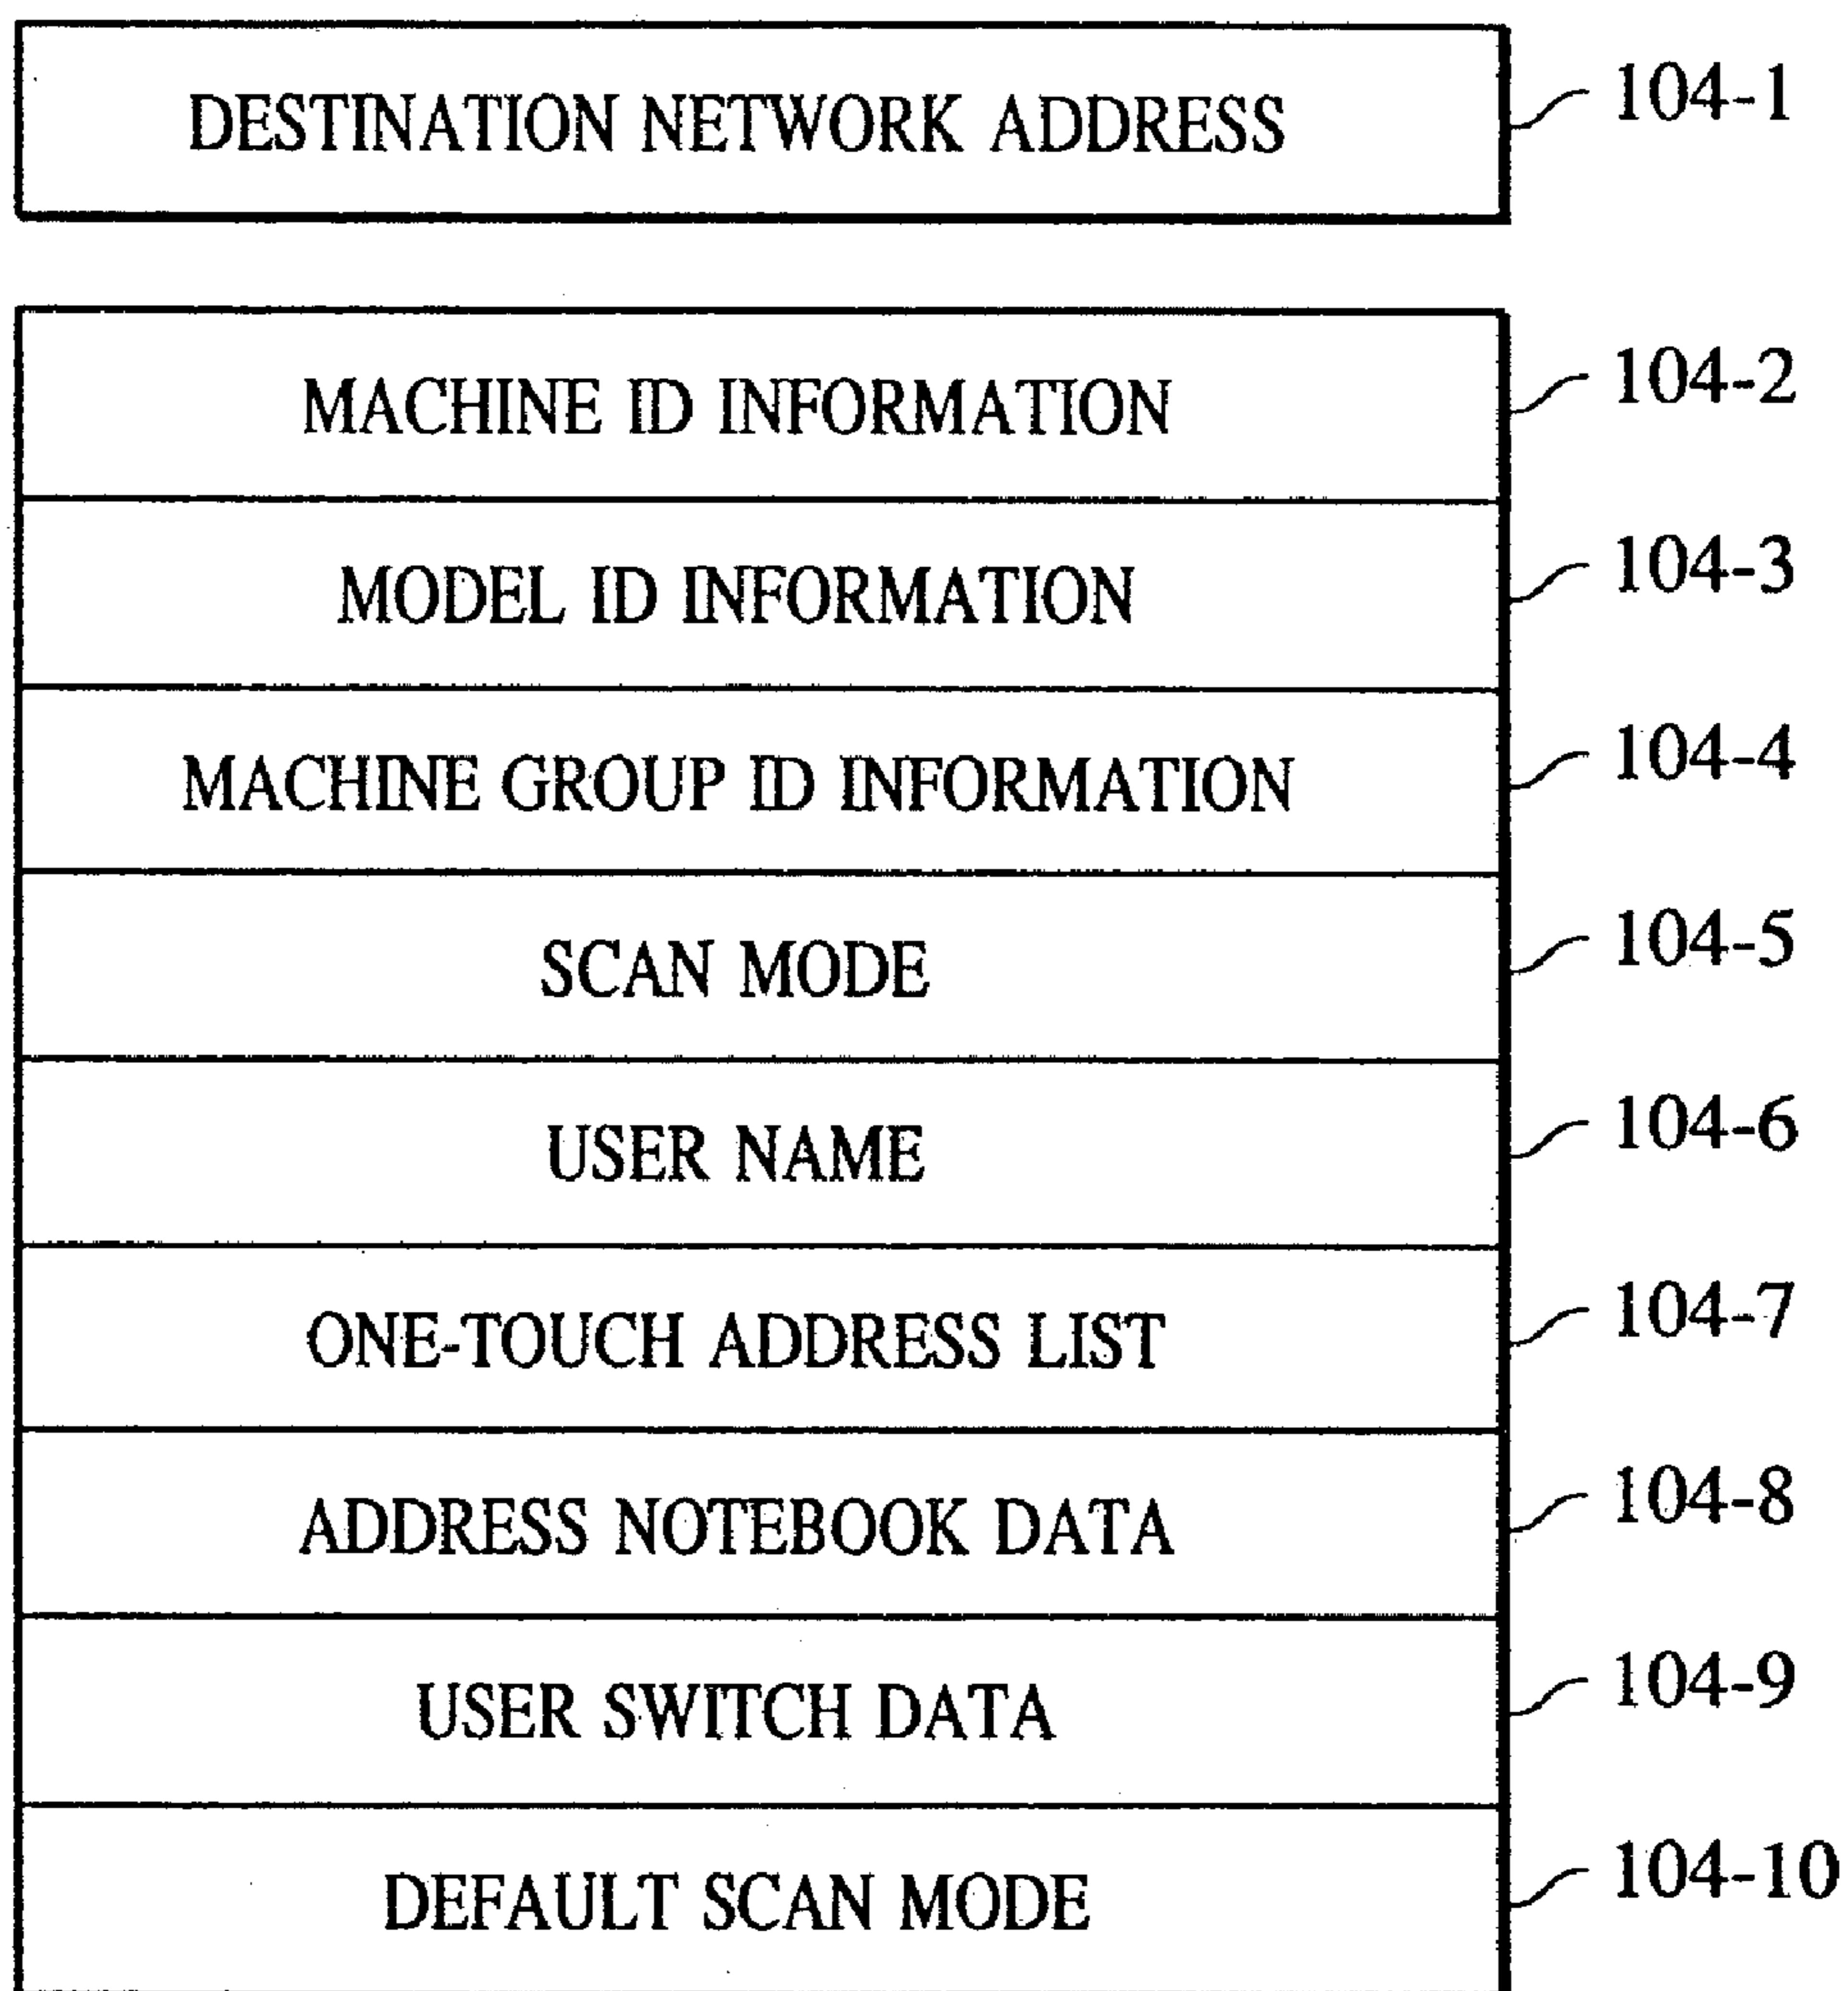 DESTINATION NETWORK ADDRESS 104-1
MACHINE ID INFORMATION 104-2
MODEL ID INFORMATION 104-3
MACHINE GROUP ID INFORMATION 104-4
SCAN MODE 104-5
USER NAME 104-6
ONE-TOUCH ADDRESS LIST 104-7
ADDRESS NOTEBOOK DATA 104-8
USER SWITCH DATA 104-9
DEFAULT SCAN MODE 104-10